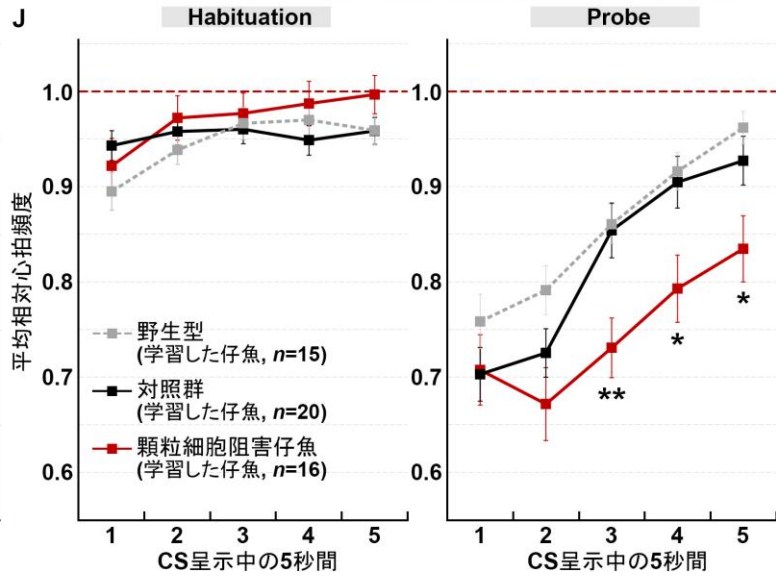 J
Habituation
Probe
平均相対心拍頻度
1.0
0.9
0.8
0.7
0.6
野生型
(学習した仔魚, n=15)
対照群
(学習した仔魚, n=20)
顆粒細胞阻害仔魚
(学習した仔魚, n=16)
1 2 3 4 5
CS呈示中の5秒間
1.0
0.9
0.8
0.7
0.6
**
*
*
1 2 3 4 5
CS呈示中の5秒間